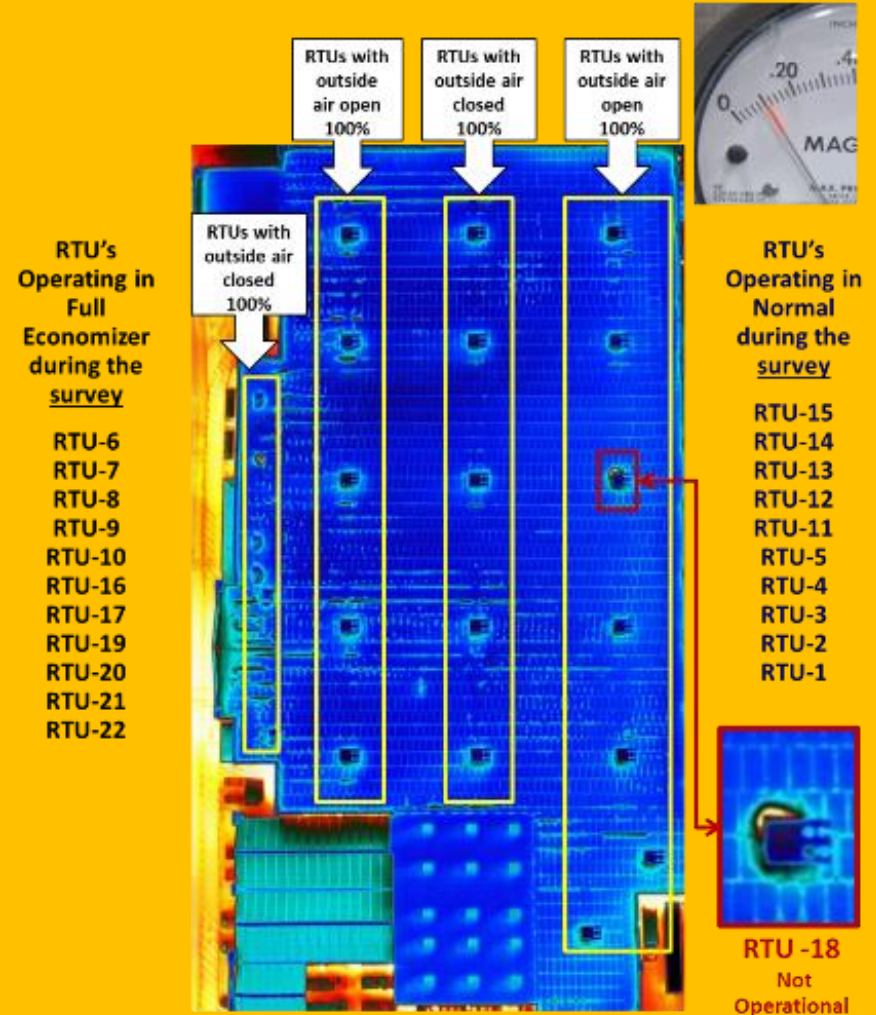 RTUs with
outside
air open
100%
RTUs with
outside air
closed
100%
RTUs with
outside air
open
100%
INCH
0
.20
.4
MAG
RTUs with
outside air
closed
100%
RTU's
Operating in
Full
Economizer
during the
survey
RTU-6
RTU-7
RTU-8
RTU-9
RTU-10
RTU-16
RTU-17
RTU-19
RTU-20
RTU-21
RTU-22
RTU's
Operating in
Normal
during the
survey
RTU-15
RTU-14
RTU-13
RTU-12
RTU-11
RTU-5
RTU-4
RTU-3
RTU-2
RTU-1
RTU -18
Not
Operational